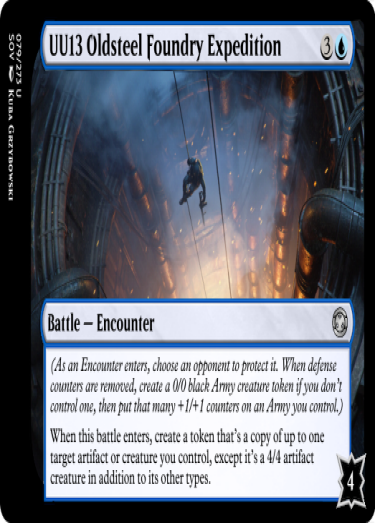 UU13 Oldsteel Foundry Expedition 3
Battle — Encounter
(As an Encounter enters, choose an opponent to protect it. When defense
counters are removed, create a 0/0 black Army creature token if you don't
control one, then put that many +1/+1 counters on an Army you control.)
When this battle enters, create a token that's a copy of up to one
target artifact or creature you control, except it's a 4/4 artifact
creature in addition to its other types.
4
079/273 U
SOV KUBA GRZYBOWSKI